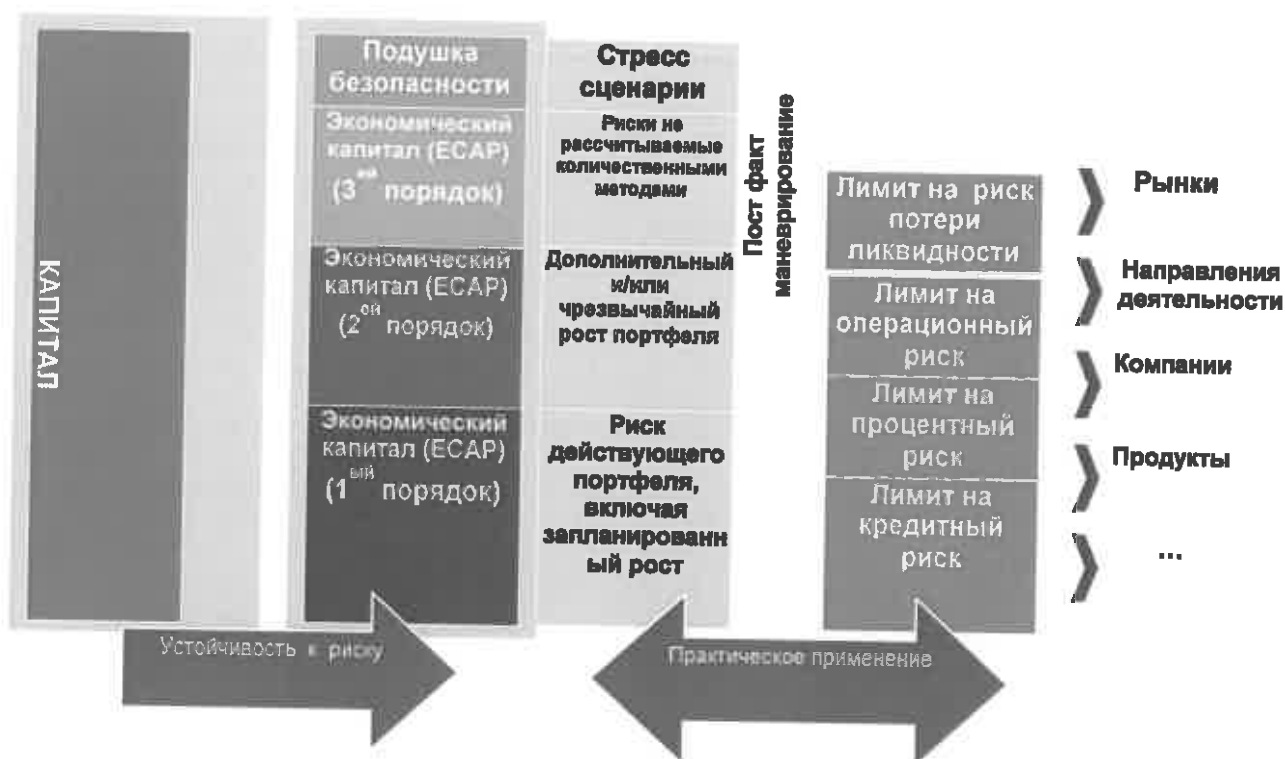 КАПИТАЛ
Подушка
безопасности
Экономический
капитал (ECAP)
(3ий порядок)
Экономический
капитал (ECAP)
(2ой порядок)
Экономический
капитал (ECAP)
(1ый порядок)
Стресс
сценарии
Риски не
рассчитываемые
количественными
методами
Дополнительный
и/или
чрезвычайный
рост портфеля
Риск
действующего
портфеля,
включая
запланированн
ый рост
Пост факт
маневрирование
Лимит на риск
потери
ликвидности
Лимит на
операционный
риск
Лимит на
процентный
риск
Лимит на
кредитный
риск
Рынки
Направления
деятельности
Компании
Продукты
...
Устойчивость к риску
Практическое применение